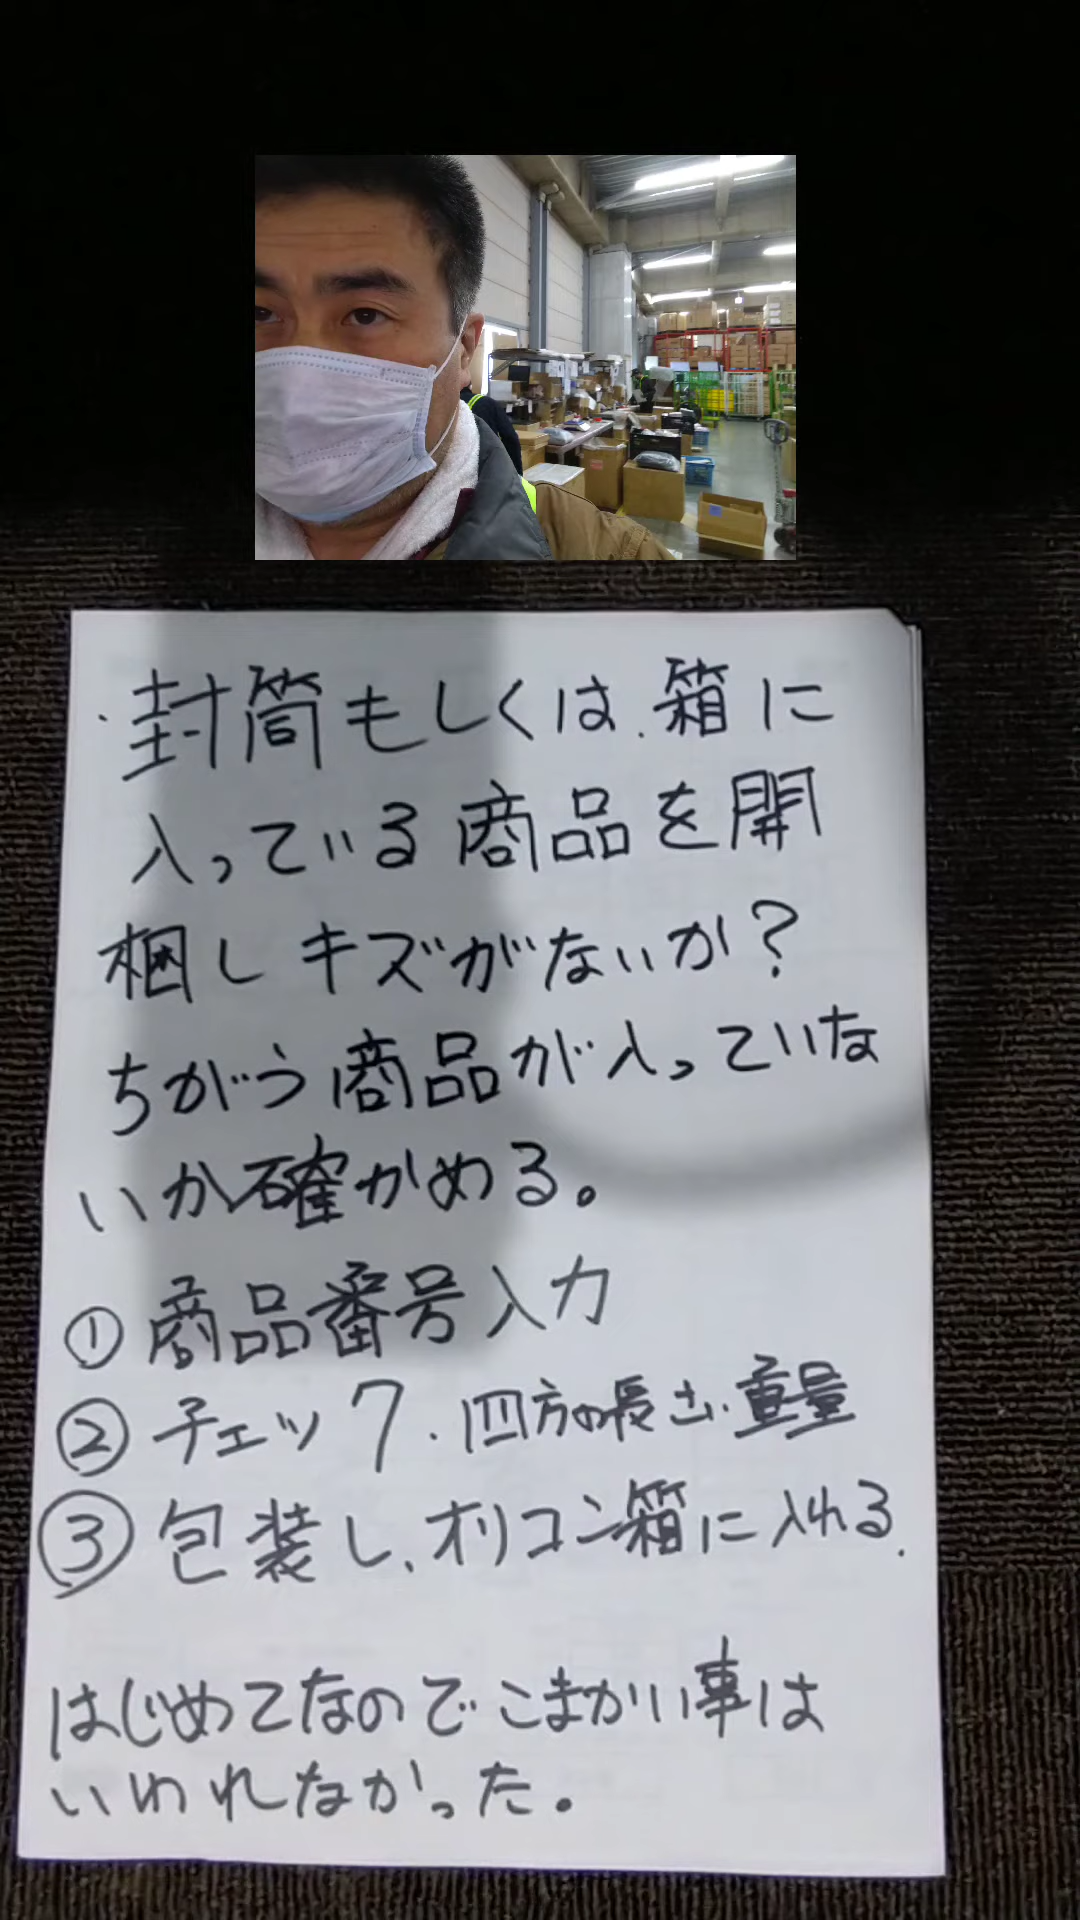 ・封筒もしくは、箱に
入っている商品を開
梱しキズがないか?
ちがう商品が入っていな
いか確かめる。
① 商品番号入力
② チェック・四方の長さ・重量
③ 包装し、オリコン箱に入れる.
はじめてなのでこまかい事は
いわれなかった。